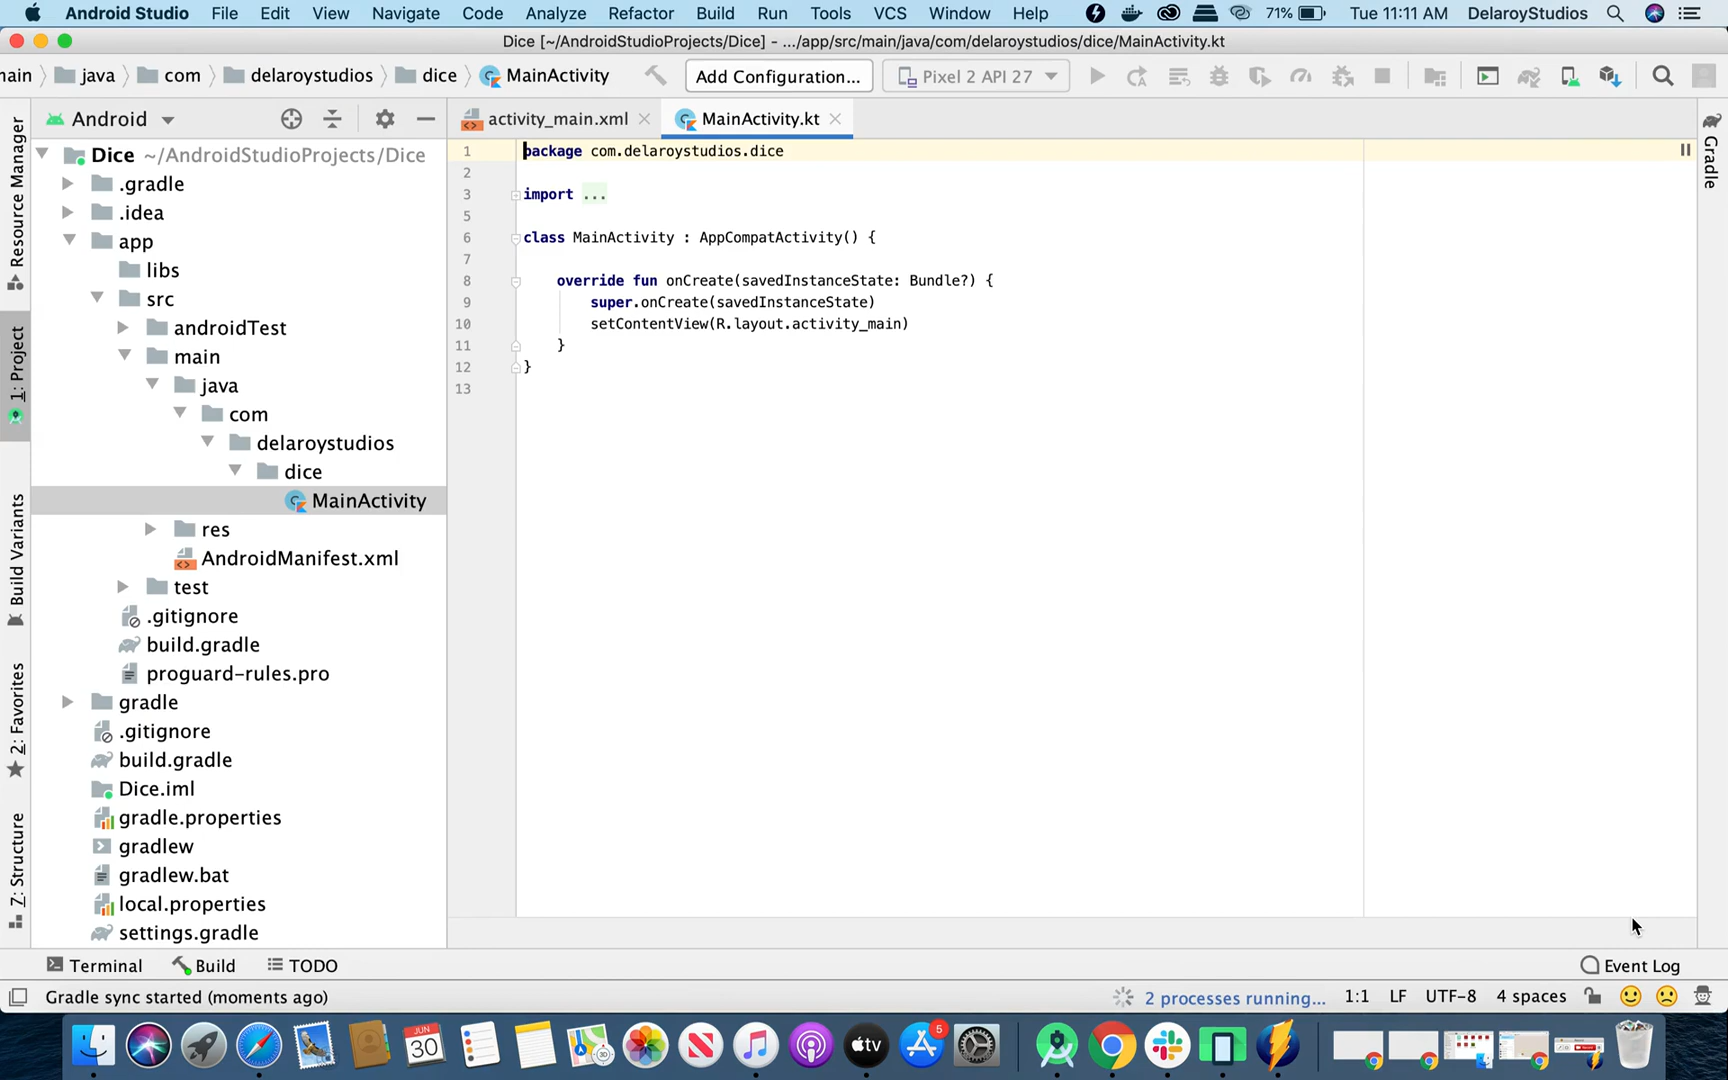 Android Studio File Edit View Navigate Code Analyze Refactor Build Run Tools VCS Window Help 71% Tue 11:11 AM DelaroyStudios
Dice [~/AndroidStudioProjects/Dice] - .../app/src/main/java/com/delaroystudios/dice/MainActivity.kt
main java com delaroystudios dice MainActivity Add Configuration... Pixel 2 API 27
Android
activity_main.xml MainActivity.kt
Resource Manager
1: Project
Build Variants
2: Favorites
7: Structure
Gradle
Dice ~/AndroidStudioProjects/Dice
.gradle
.idea
app
libs
src
androidTest
main
java
com
delaroystudios
dice
MainActivity
res
AndroidManifest.xml
test
.gitignore
build.gradle
proguard-rules.pro
gradle
.gitignore
build.gradle
Dice.iml
gradle.properties
gradlew
gradlew.bat
local.properties
settings.gradle
1 package com.delaroystudios.dice
2
3 import ...
5
6 class MainActivity : AppCompatActivity() {
7
8 override fun onCreate(savedInstanceState: Bundle?) {
9 super.onCreate(savedInstanceState)
10 setContentView(R.layout.activity_main)
11 }
12 }
13
Terminal Build TODO Event Log
Gradle sync started (moments ago) 2 processes running... 1:1 LF UTF-8 4 spaces
JUN
30
tv
5